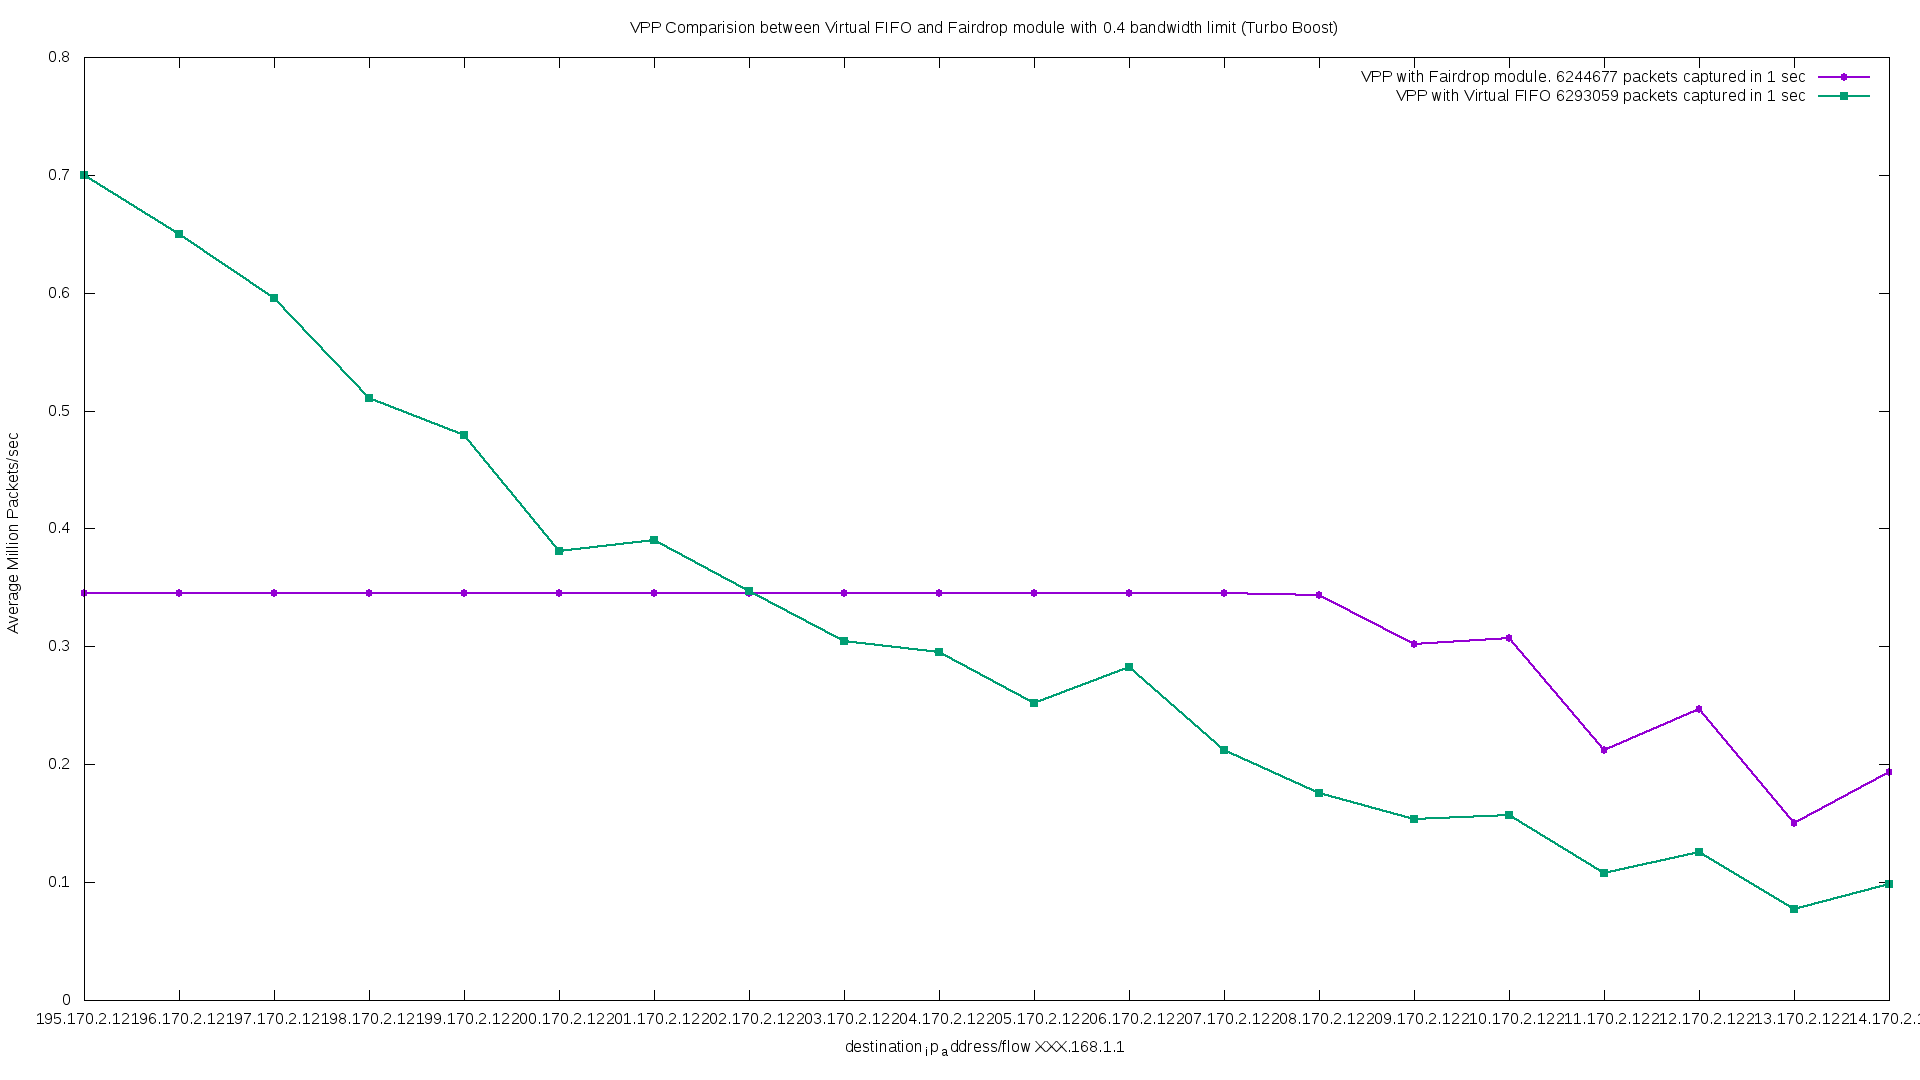 VPP Comparision between Virtual FIFO and Fairdrop module with 0.4 bandwidth limit (Turbo Boost)
VPP with Fairdrop module. 6244677 packets captured in 1 sec
VPP with Virtual FIFO 6293059 packets captured in 1 sec
0.8
0.7
0.6
0.5
0.4
0.3
0.2
0.1
0
Average Million Packets/sec
195.170.2.12196.170.2.12197.170.2.12198.170.2.12199.170.2.12200.170.2.122201.170.2.12202.170.2.12203.170.2.12204.170.2.12205.170.2.12206.170.2.12207.170.2.12208.170.2.12209.170.2.12210.170.2.12211.170.2.12212.170.2.12213.170.2.12214.170.2.1
destination_ip_address/flow XXX.168.1.1